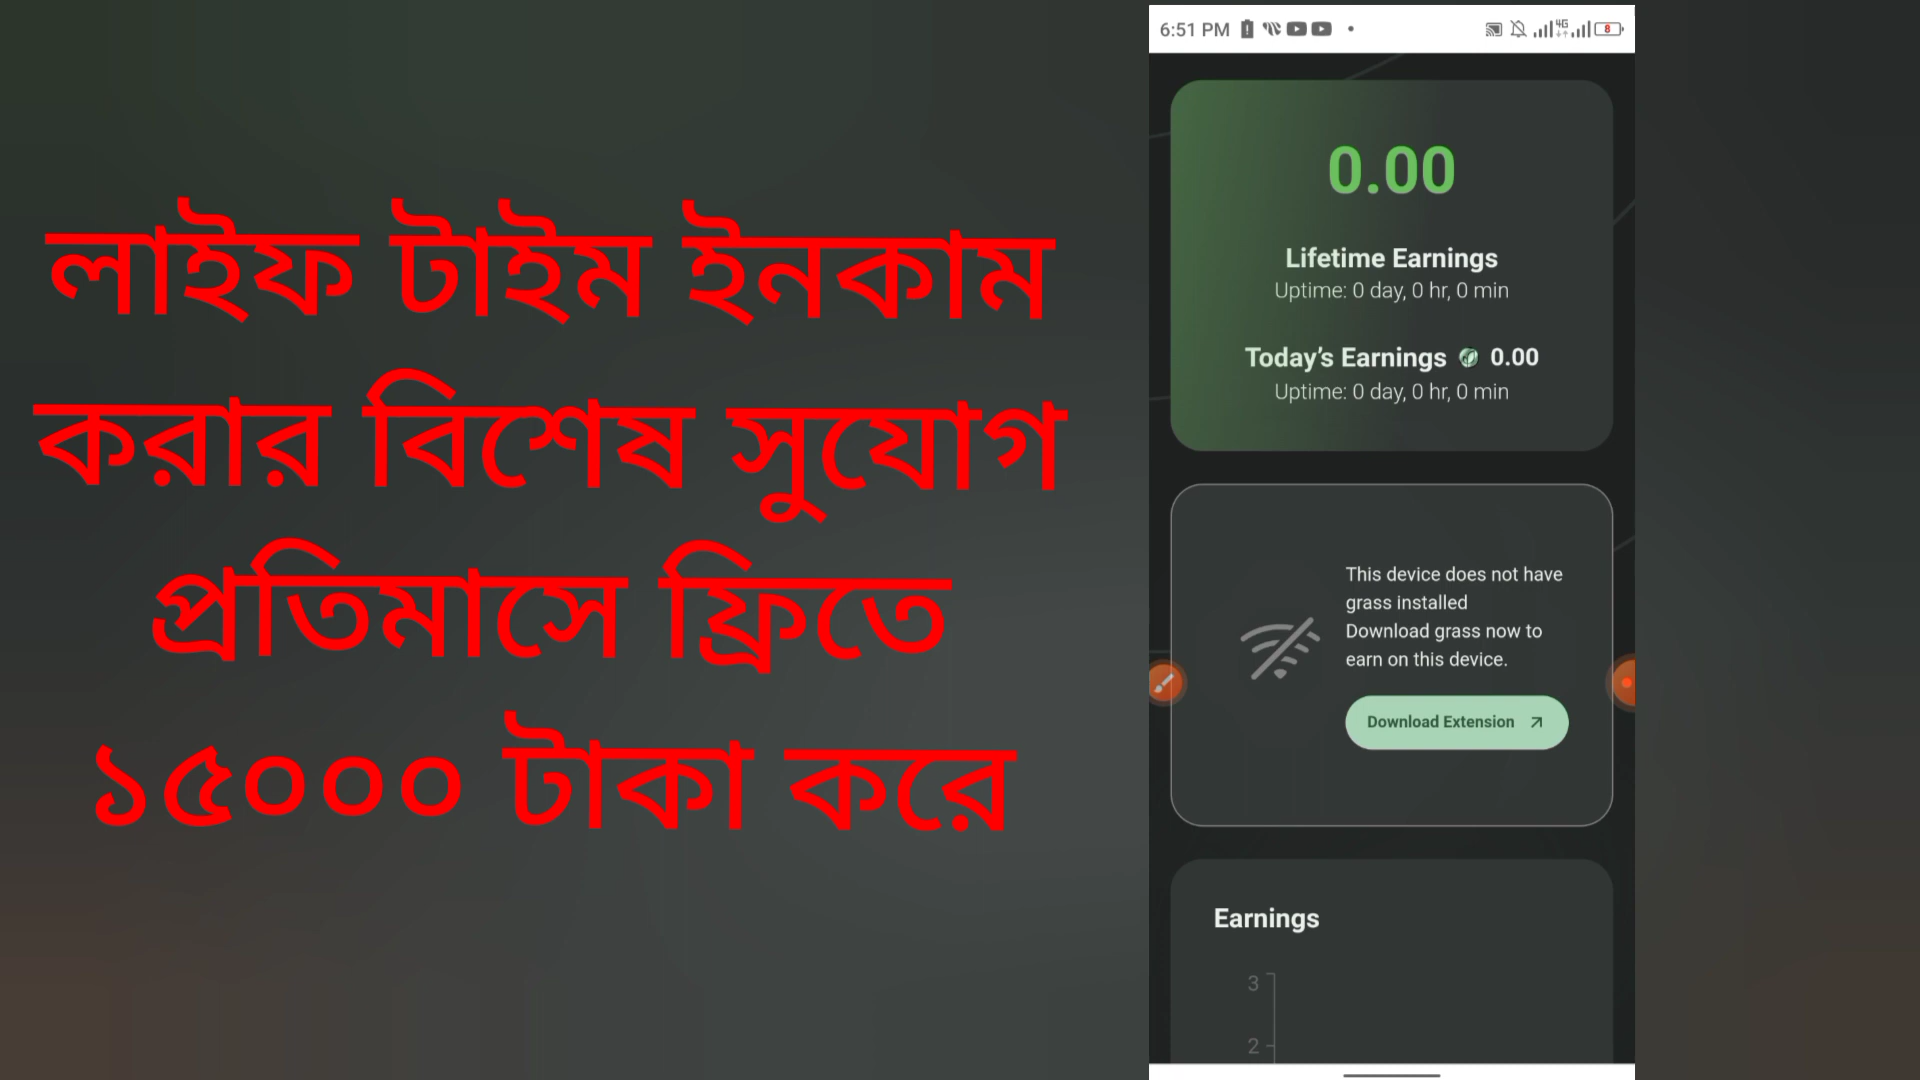 লাইফ টাইম ইনকাম
করার বিশেষ সুযোগ
প্রতিমাসে ফ্রিতে
১৫০০০ টাকা করে
6:51 PM
4G
8
0.00
Lifetime Earnings
Uptime: 0 day, 0 hr, 0 min
Today’s Earnings 0.00
Uptime: 0 day, 0 hr, 0 min
This device does not have
grass installed
Download grass now to
earn on this device.
Download Extension
Earnings
3
2